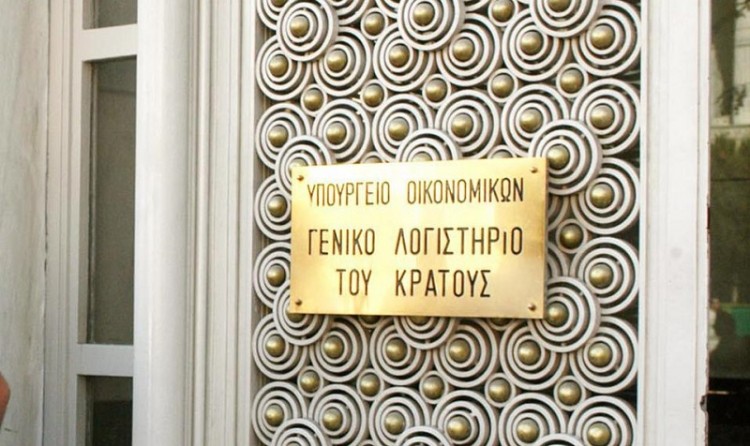 ΥΠΟΥΡΓΕΙΟ ΟΙΚΟΝΟΜΙΚΩΝ
ΓΕΝΙΚΟ ΛΟΓΙΣΤΗΡΙΟ
ΤΟΥ ΚΡΑΤΟΥΣ